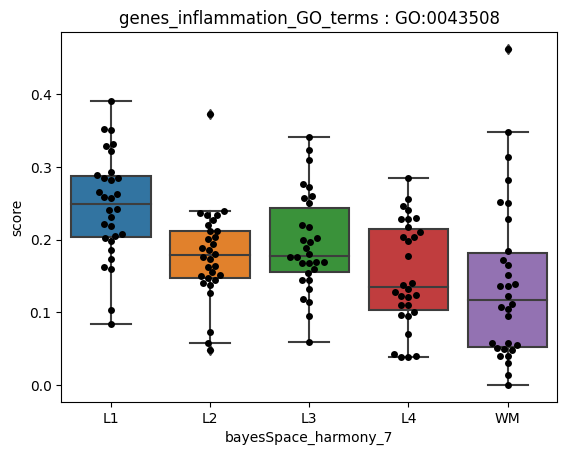 genes_inflammation_GO_terms : GO:0043508
score
0.4
0.3
0.2
0.1
0.0
L1 L2 L3 L4 WM
bayesSpace_harmony_7